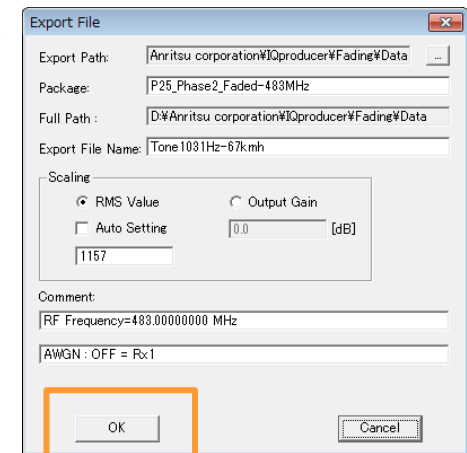 Export File
Export Path: Anritsu corporation¥IQproducer¥Fading¥Data ...
Package: P25_Phase2_Faded-483MHz
Full Path : D:¥Anritsu corporation¥IQproducer¥Fading¥Data
Export File Name: Tone1031Hz-67kmh
Scaling
RMS Value Output Gain
Auto Setting 0.0 [dB]
1157
Comment:
RF Frequency=483.00000000 MHz
AWGN : OFF = Rx1
OK Cancel